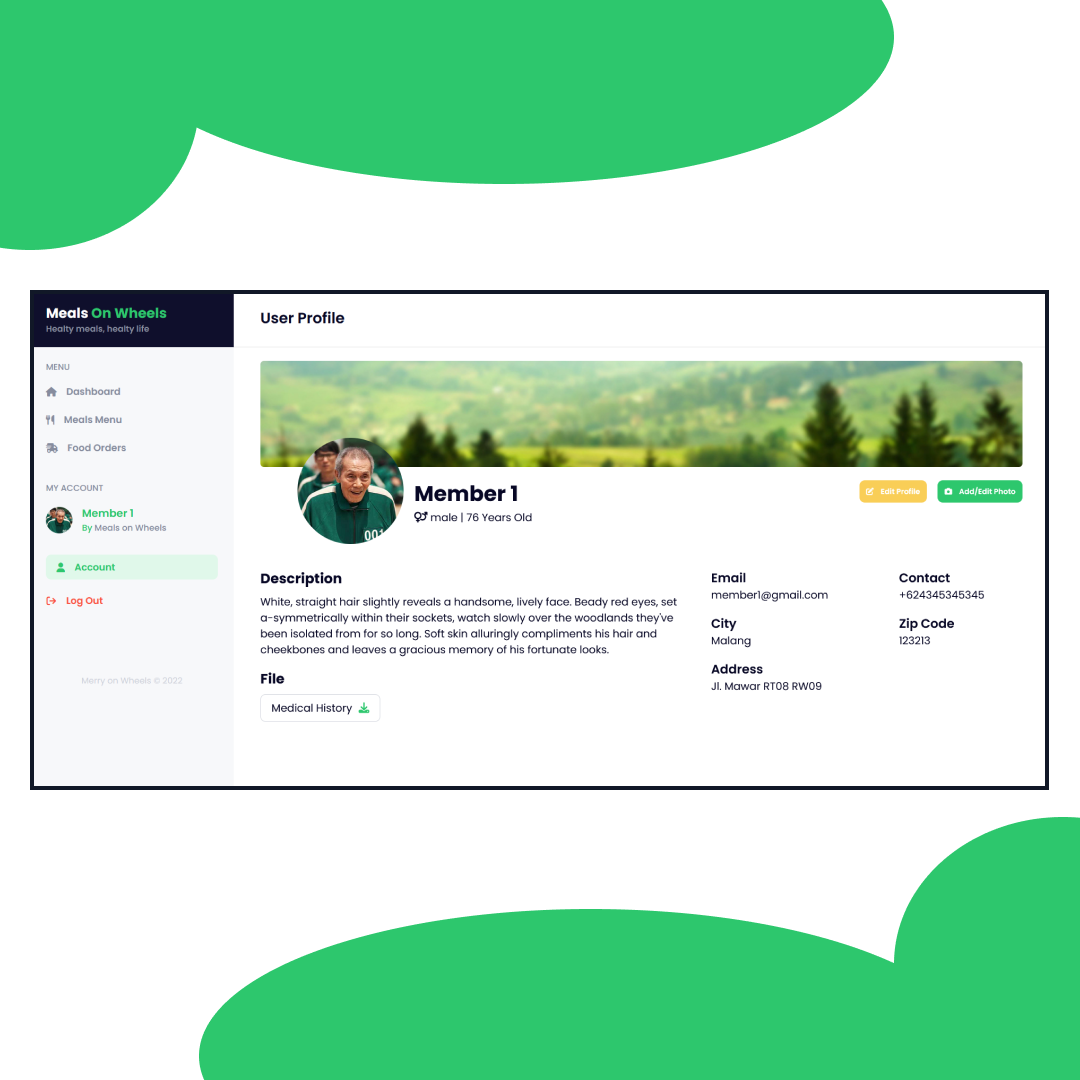 Meals On Wheels
Healty meals, healty life
MENU
Dashboard
Meals Menu
Food Orders
MY ACCOUNT
Member 1
By Meals on Wheels
Account
Log Out
Merry on Wheels © 2022
User Profile
001
Member 1
male | 76 Years Old
Edit Profile
Add/Edit Photo
Description
White, straight hair slightly reveals a handsome, lively face. Beady red eyes, set
a-symmetrically within their sockets, watch slowly over the woodlands they've
been isolated from for so long. Soft skin alluringly compliments his hair and
cheekbones and leaves a gracious memory of his fortunate looks.
File
Medical History
Email
member1@gmail.com
Contact
+624345345345
City
Malang
Zip Code
123213
Address
Jl. Mawar RT08 RW09